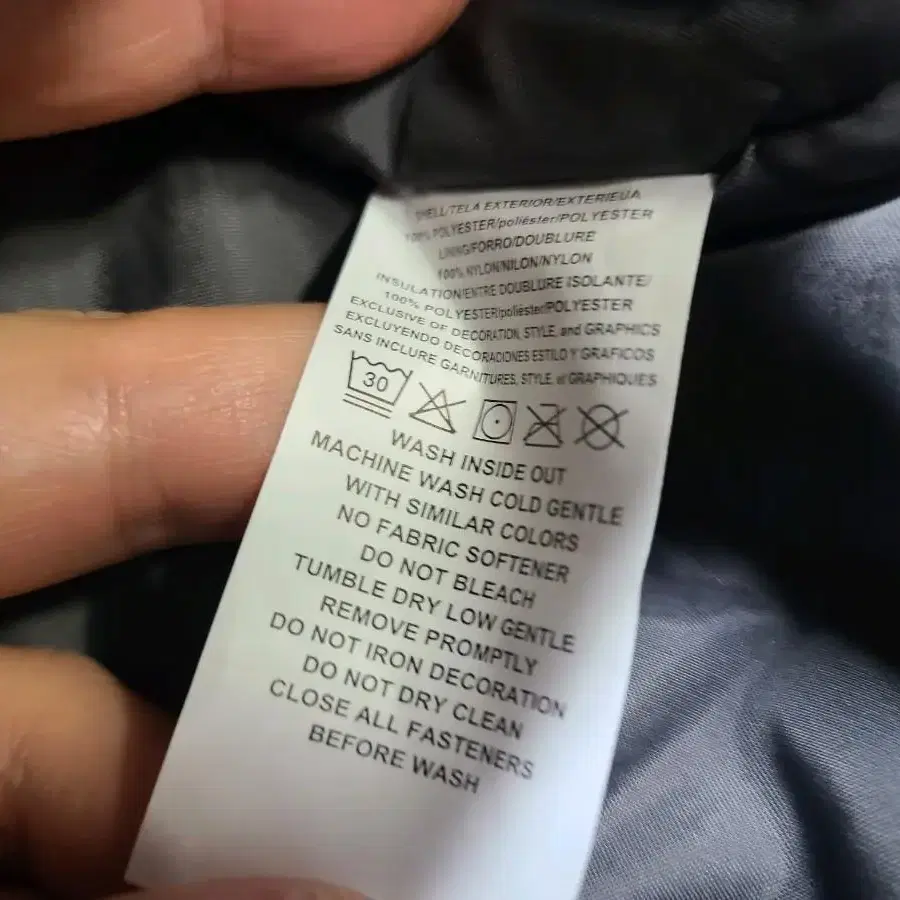 SHELL/TELA EXTERIOR/EXTERIEUA
100% POLYESTER/poliéster/POLYESTER
LINING/FORRO/DOUBLURE
100% NYLON/NILON/NYLON
INSULATION/ENTRE DOUBLURE ISOLANTE/
100% POLYESTER/poliéster/POLYESTER
EXCLUSIVE OF DECORATION, STYLE, and GRAPHICS
EXCLUYENDO DECORADIONES ESTILO Y GRAFICOS
SANS INCLURE GARNITURES, STYLE, et GRAPHIQUES
30
WASH INSIDE OUT
MACHINE WASH COLD GENTLE
WITH SIMILAR COLORS
NO FABRIC SOFTENER
DO NOT BLEACH
TUMBLE DRY LOW GENTLE
REMOVE PROMPTLY
DO NOT IRON DECORATION
DO NOT DRY CLEAN
CLOSE ALL FASTENERS
BEFORE WASH